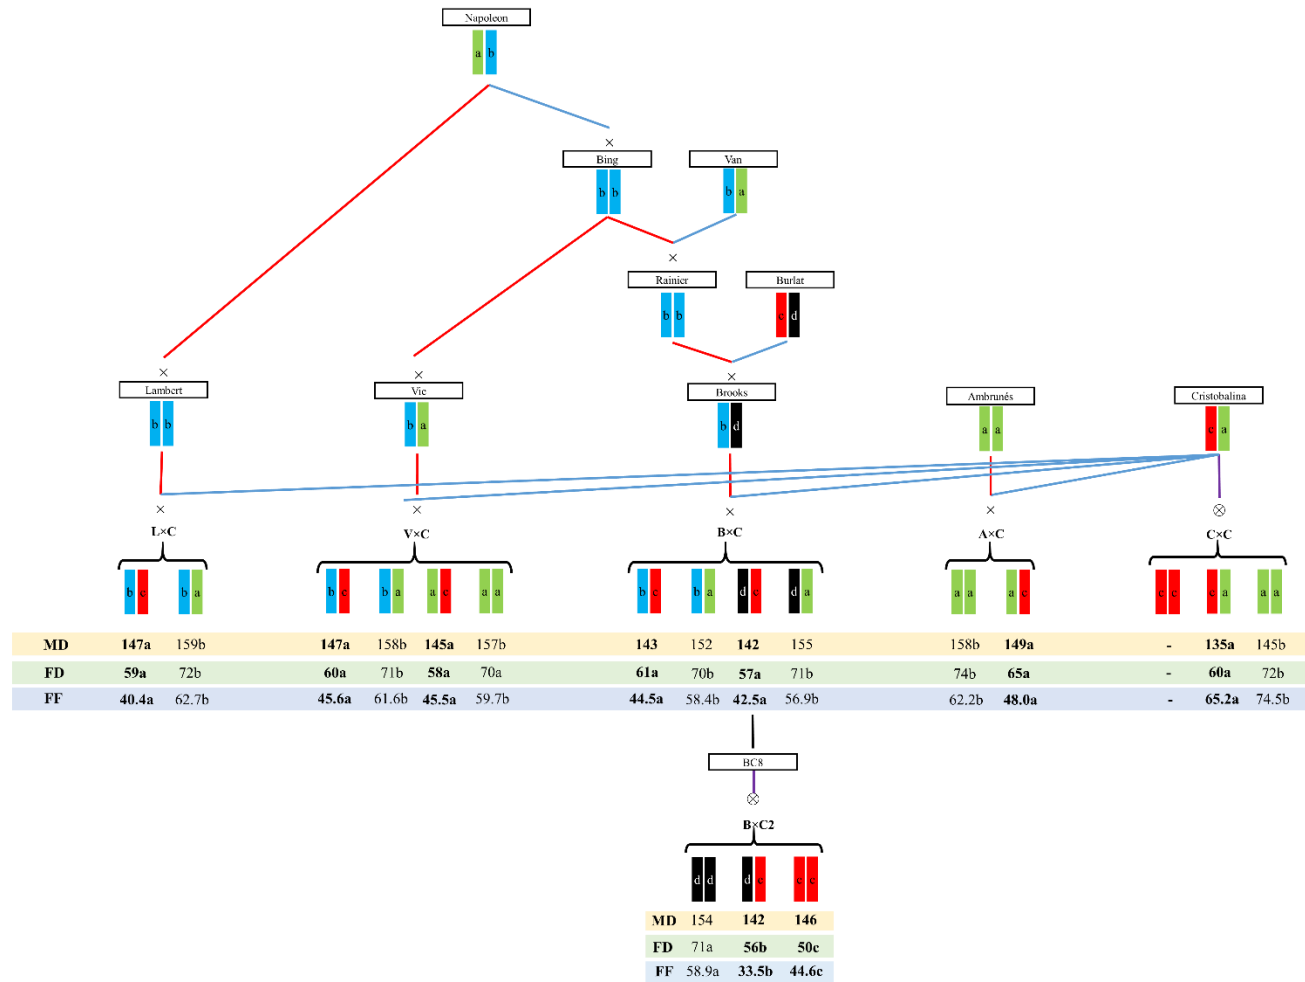 Napoleon
a b
×
Bing Van
b b b a
×
Rainier Burlat
b b c d
× × ×
Lambert Vic Brooks Ambrunés Cristobalina
b b b a b d a a c a
× × × × ⊗
L×C V×C B×C A×C C×C
b c b a b c b a a c a a b c b a d c d a a a a c c c c a a a
MD 147a 159b 147a 158b 145a 157b 143 152 142 155 158b 149a - 135a 145b
FD 59a 72b 60a 71b 58a 70a 61a 70b 57a 71b 74b 65a - 60a 72b
FF 40.4a 62.7b 45.6a 61.6b 45.5a 59.7b 44.5a 58.4b 42.5a 56.9b 62.2b 48.0a - 65.2a 74.5b
BC8
⊗
B×C2
d d d c c c
MD 154 142 146
FD 71a 56b 50c
FF 58.9a 33.5b 44.6c